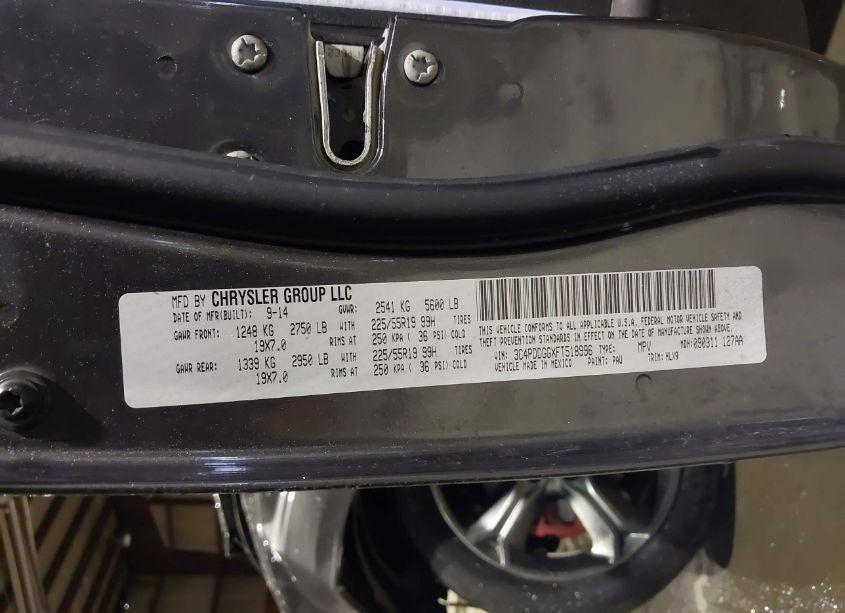 MFD BY CHRYSLER GROUP LLC
DATE OF MFR(BUILT): 9-14 GVWR: 2541 KG 5600 LB
GAWR FRONT: 1248 KG 2750 LB WITH 225/55R19 99H TIRES
19X7.0 RIMS AT 250 KPA ( 36 PSI) COLD
GAWR REAR: 1339 KG 2950 LB WITH 225/55R19 99H TIRES
19X7.0 RIMS AT 250 KPA ( 36 PSI) COLD
THIS VEHICLE CONFORMS TO ALL APPLICABLE U.S.A. FEDERAL MOTOR VEHICLE SAFETY AND
THEFT PREVENTION STANDARDS IN EFFECT ON THE DATE OF MANUFACTURE SHOWN ABOVE.
VIN: 3C4PDDGGXFT518996 TYPE: MPV MDH:090311 127AA
VEHICLE MADE IN MEXICO PAINT: PAU TRIM: HLX9